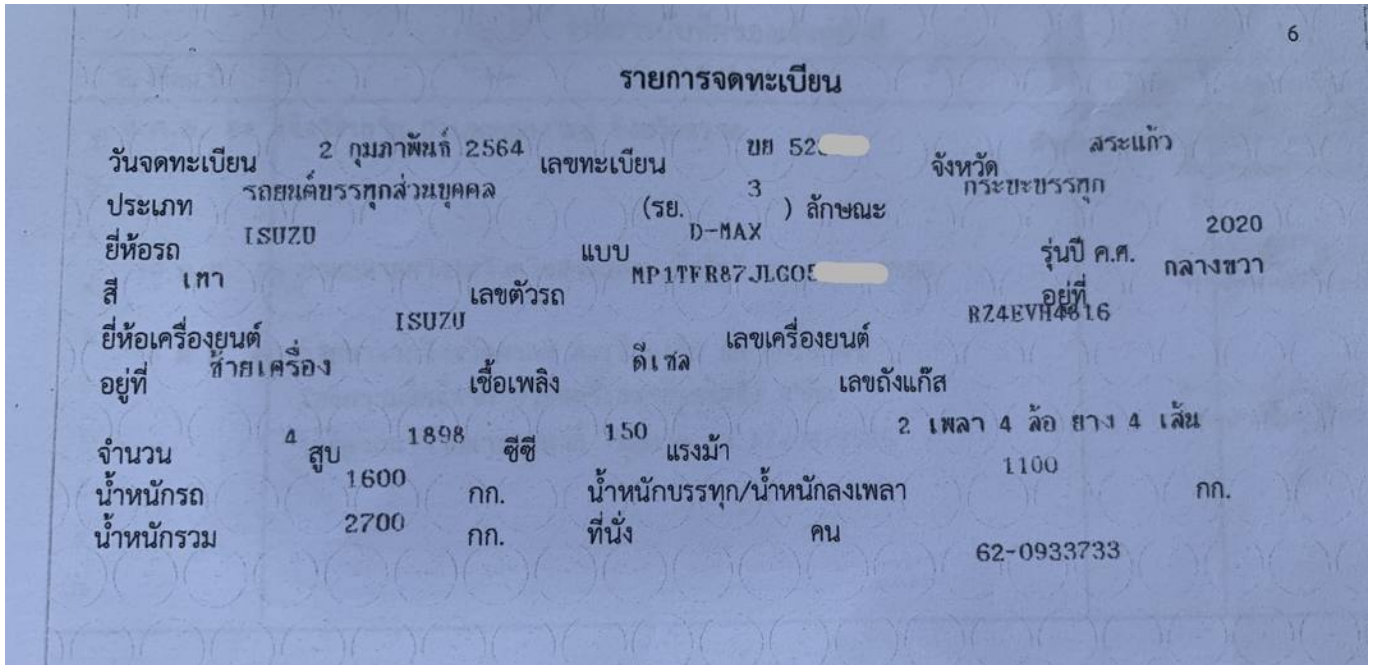 6
รายการจดทะเบียน
วันจดทะเบียน 2 กุมภาพันธ์ 2564 เลขทะเบียน ขย 52 จังหวัด สระแก้ว
ประเภท รถยนต์บรรทุกส่วนบุคคล (รย. 3 ) ลักษณะ กระบะบรรทุก
ยี่ห้อรถ ISUZU แบบ D-MAX รุ่นปี ค.ศ. 2020
สี เทา เลขตัวรถ MP1TFR87JLG05 อยู่ที่ กลางขวา
ยี่ห้อเครื่องยนต์ ISUZU เลขเครื่องยนต์ RZ4EVH4816
อยู่ที่ ซ้ายเครื่อง เชื้อเพลิง ดีเซล เลขถังแก๊ส
จำนวน 4 สูบ 1898 ซีซี 150 แรงม้า 2 เพลา 4 ล้อ ยาง 4 เส้น
น้ำหนักรถ 1600 กก. น้ำหนักบรรทุก/น้ำหนักลงเพลา 1100 กก.
น้ำหนักรวม 2700 กก. ที่นั่ง คน
62-0933733